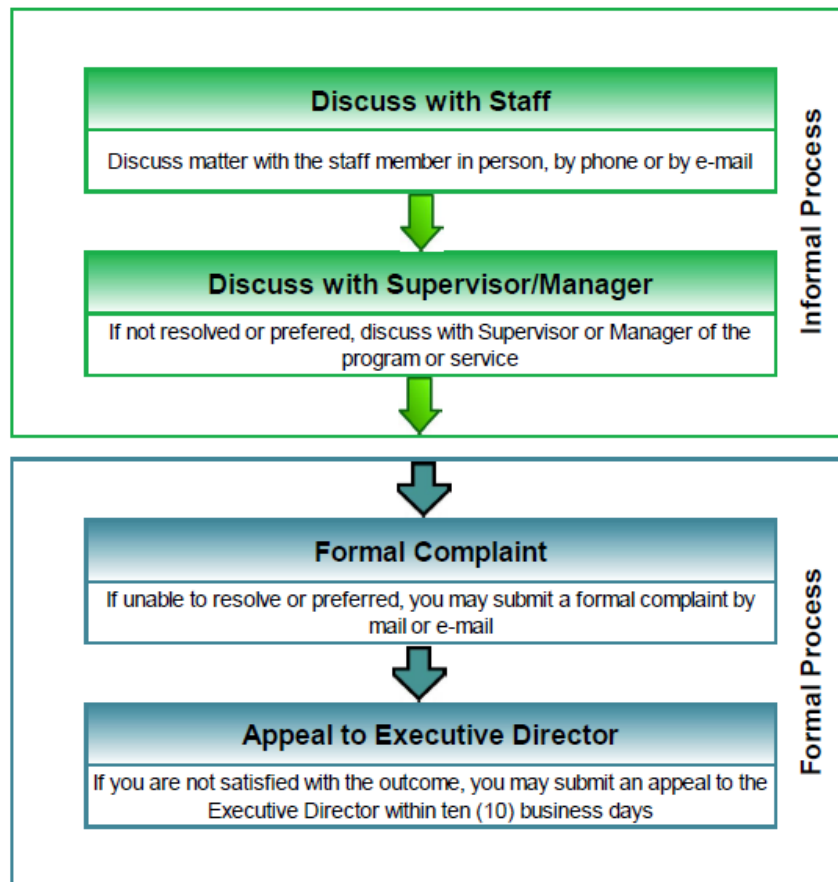 Discuss with Staff
Discuss matter with the staff member in person, by phone or by e-mail
Discuss with Supervisor/Manager
If not resolved or prefered, discuss with Supervisor or Manager of the
program or service
Informal Process
Formal Complaint
If unable to resolve or preferred, you may submit a formal complaint by
mail or e-mail
Appeal to Executive Director
If you are not satisfied with the outcome, you may submit an appeal to the
Executive Director within ten (10) business days
Formal Process